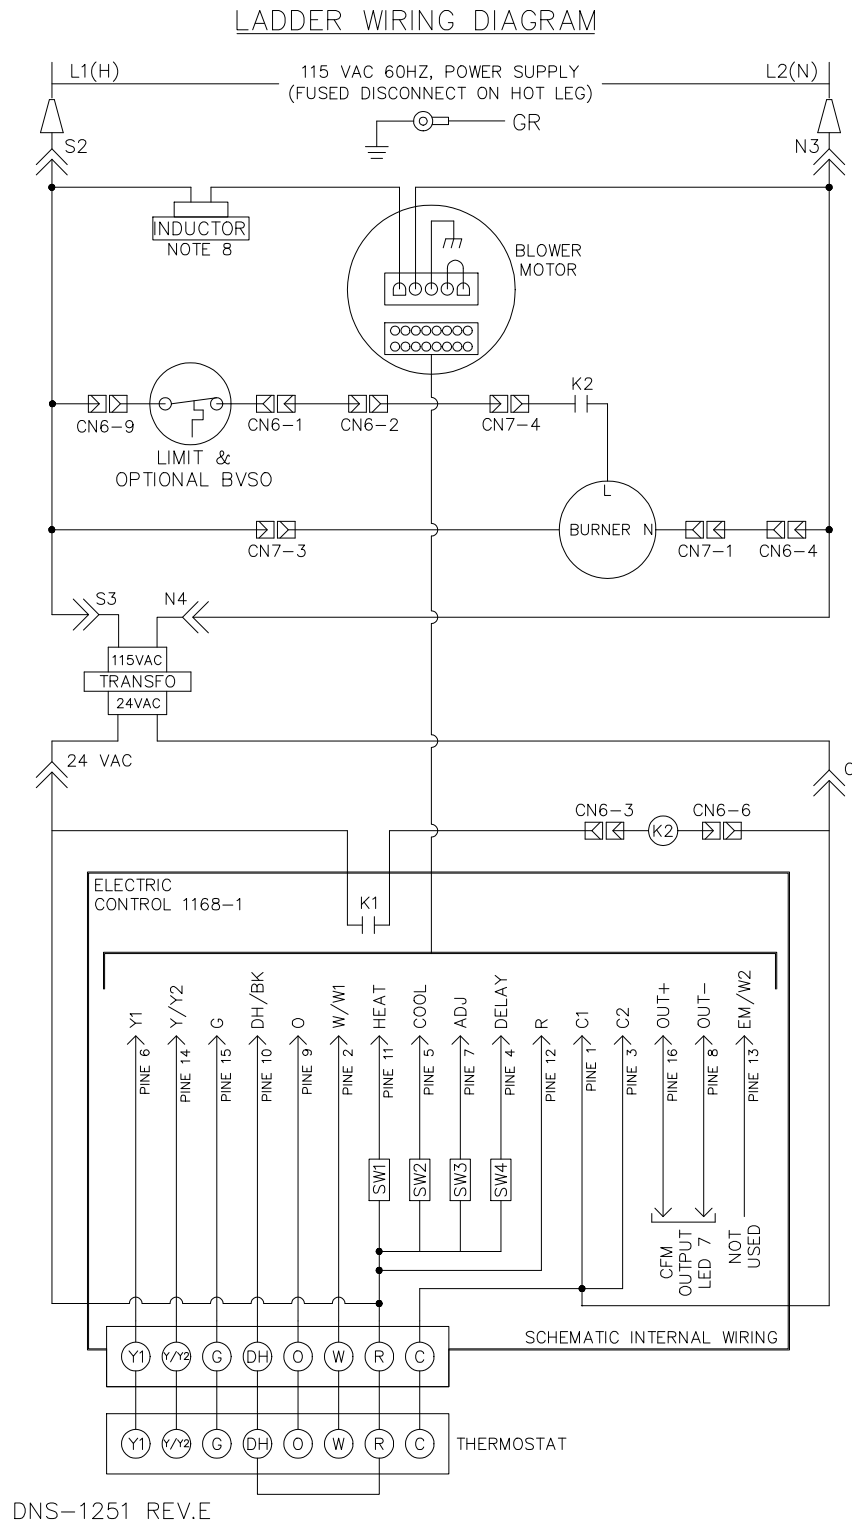 LADDER WIRING DIAGRAM
L1(H)
115 VAC 60HZ, POWER SUPPLY
L2(N)
(FUSED DISCONNECT ON HOT LEG)
GR
S2
N3
INDUCTOR
NOTE 8
BLOWER
MOTOR
K2
CN6-9
CN6-1
CN6-2
CN7-4
LIMIT &
OPTIONAL BVSO
L
BURNER N
CN7-3
CN7-1
CN6-4
S3
N4
115VAC
TRANSFO
24VAC
24 VAC
C
CN6-3
CN6-6
K2
ELECTRIC
CONTROL 1168-1
K1
Y1
Y/Y2
G
DH/BK
O
W/W1
HEAT
COOL
ADJ
DELAY
R
C1
C2
OUT+
OUT-
EM/W2
PINE 6
PINE 14
PINE 15
PINE 10
PINE 9
PINE 2
PINE 11
PINE 5
PINE 7
PINE 4
PINE 12
PINE 1
PINE 3
PINE 16
PINE 8
PINE 13
SW1
SW2
SW3
SW4
CFM
OUTPUT
LED 7
NOT
USED
SCHEMATIC INTERNAL WIRING
Y1 Y/Y2 G DH O W R C
Y1 Y/Y2 G DH O W R C
THERMOSTAT
DNS-1251 REV.E